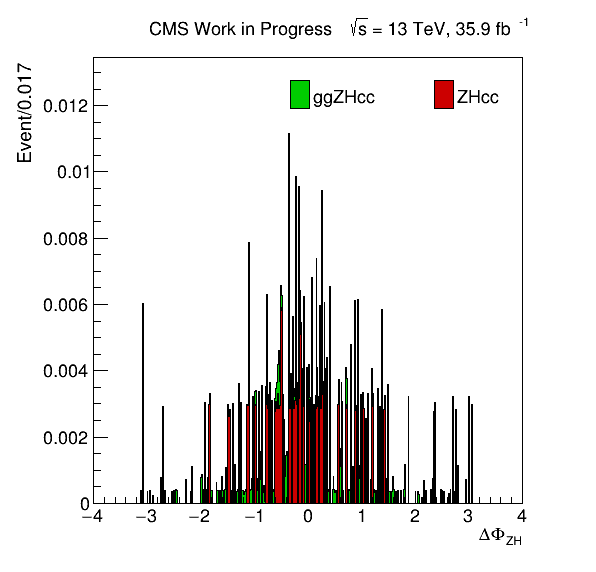 CMS Work in Progress √s = 13 TeV, 35.9 fb⁻¹
Event/0.017
ggZHcc ZHcc
0.012
0.01
0.008
0.006
0.004
0.002
0
−4 −3 −2 −1 0 1 2 3 4
ΔΦ_ZH